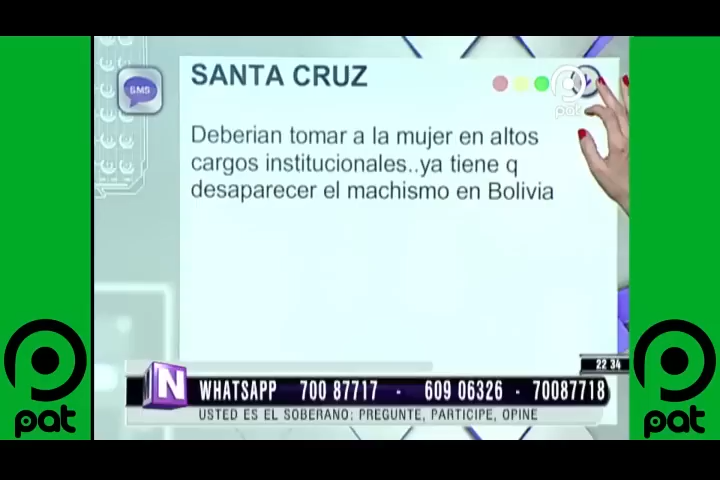 SANTA CRUZ
SMS
pat
Deberian tomar a la mujer en altos
cargos institucionales..ya tiene q
desaparecer el machismo en Bolivia
22 34
N
WHATSAPP 700 87717 - 609 06326 - 70087718
USTED ES EL SOBERANO: PREGUNTE, PARTICIPE, OPINE
pat
pat